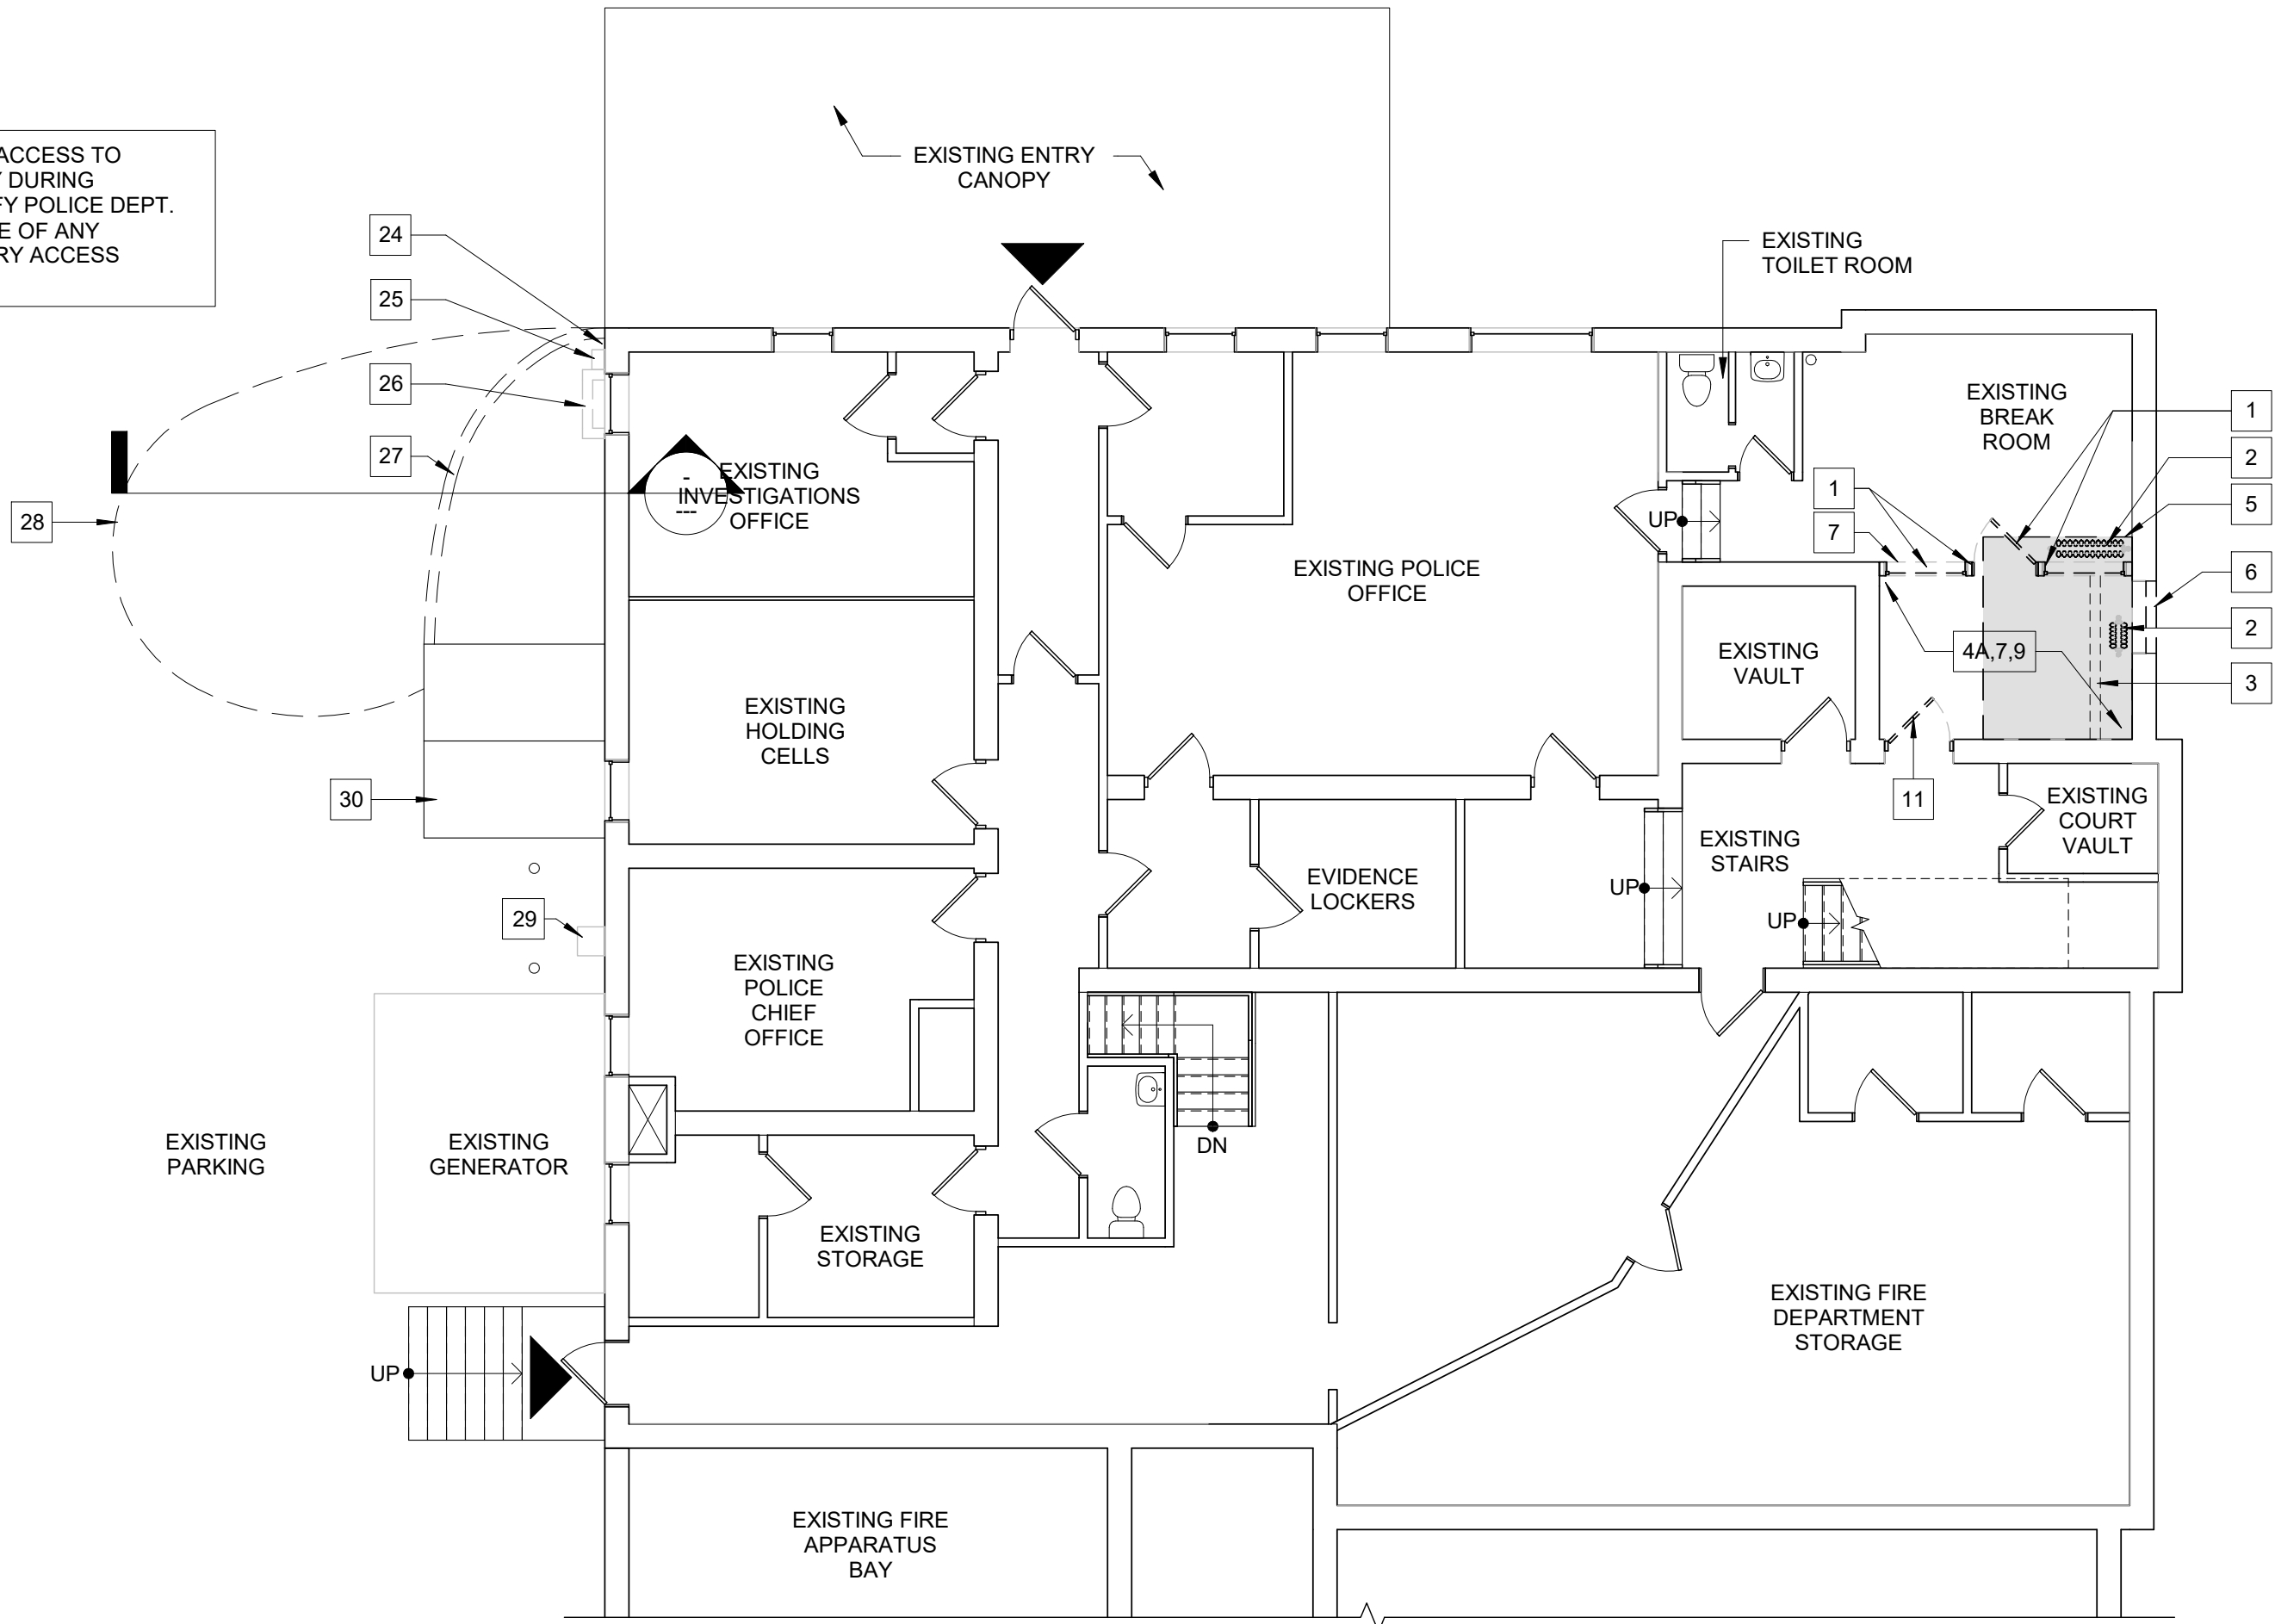 ACCESS TO
DURING
POLICE DEPT.
OF ANY
ACCESS
EXISTING ENTRY
CANOPY
24
25
26
27
28
30
29
EXISTING
TOILET ROOM
EXISTING
BREAK
ROOM
1
2
5
6
2
3
1
7
4A,7,9
11
-
---
EXISTING
INVESTIGATIONS
OFFICE
UP
EXISTING POLICE
OFFICE
EXISTING
VAULT
EXISTING
HOLDING
CELLS
EXISTING
COURT
VAULT
EXISTING
STAIRS
EVIDENCE
LOCKERS
UP
UP
EXISTING
POLICE
CHIEF
OFFICE
EXISTING
PARKING
EXISTING
GENERATOR
DN
EXISTING
STORAGE
EXISTING FIRE
DEPARTMENT
STORAGE
UP
EXISTING FIRE
APPARATUS
BAY